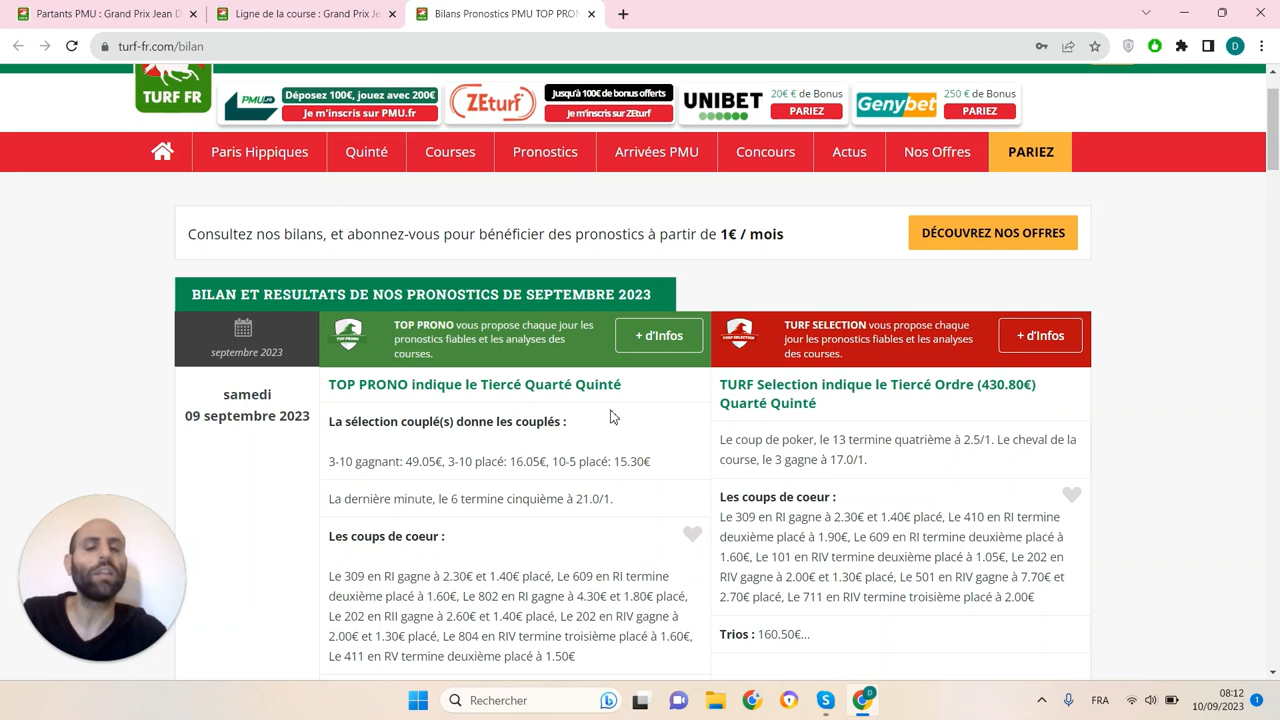 Partants PMU : Grand Prix Jean D
Ligne de la course : Grand Prix Je
Bilans Pronostics PMU TOP PRON
turf-fr.com/bilan
D
TURF FR
PMU.fr
Déposez 100€, jouez avec 200€
Je m'inscris sur PMU.fr
ZEturf
Jusqu'à 100€ de bonus offerts
Je m'inscris sur ZEturf
UNIBET
20€ € de Bonus
PARIEZ
Genybet
250 € de Bonus
PARIEZ
Paris Hippiques
Quinté
Courses
Pronostics
Arrivées PMU
Concours
Actus
Nos Offres
PARIEZ
Consultez nos bilans, et abonnez-vous pour bénéficier des pronostics à partir de 1€ / mois
DÉCOUVREZ NOS OFFRES
BILAN ET RESULTATS DE NOS PRONOSTICS DE SEPTEMBRE 2023
septembre 2023
TOP PRONO
TOP PRONO vous propose chaque jour les
pronostics fiables et les analyses des
courses.
+ d'Infos
TURF SELECTION
TURF SELECTION vous propose chaque
jour les pronostics fiables et les analyses
des courses.
+ d'Infos
samedi
09 septembre 2023
TOP PRONO indique le Tiercé Quarté Quinté
La sélection couplé(s) donne les couplés :
3-10 gagnant: 49.05€, 3-10 placé: 16.05€, 10-5 placé: 15.30€
La dernière minute, le 6 termine cinquième à 21.0/1.
Les coups de coeur :
Le 309 en RI gagne à 2.30€ et 1.40€ placé, Le 609 en RI termine
deuxième placé à 1.60€, Le 802 en RI gagne à 4.30€ et 1.80€ placé,
Le 202 en RII gagne à 2.60€ et 1.40€ placé, Le 202 en RIV gagne à
2.00€ et 1.30€ placé, Le 804 en RIV termine troisième placé à 1.60€,
Le 411 en RV termine deuxième placé à 1.50€
TURF Selection indique le Tiercé Ordre (430.80€)
Quarté Quinté
Le coup de poker, le 13 termine quatrième à 2.5/1. Le cheval de la
course, le 3 gagne à 17.0/1.
Les coups de coeur :
Le 309 en RI gagne à 2.30€ et 1.40€ placé, Le 410 en RI termine
deuxième placé à 1.90€, Le 609 en RI termine deuxième placé à
1.60€, Le 101 en RIV termine deuxième placé à 1.05€, Le 202 en
RIV gagne à 2.00€ et 1.30€ placé, Le 501 en RIV gagne à 7.70€ et
2.70€ placé, Le 711 en RIV termine troisième placé à 2.00€
Trios : 160.50€...
Rechercher
D
FRA
08:12
10/09/2023
1